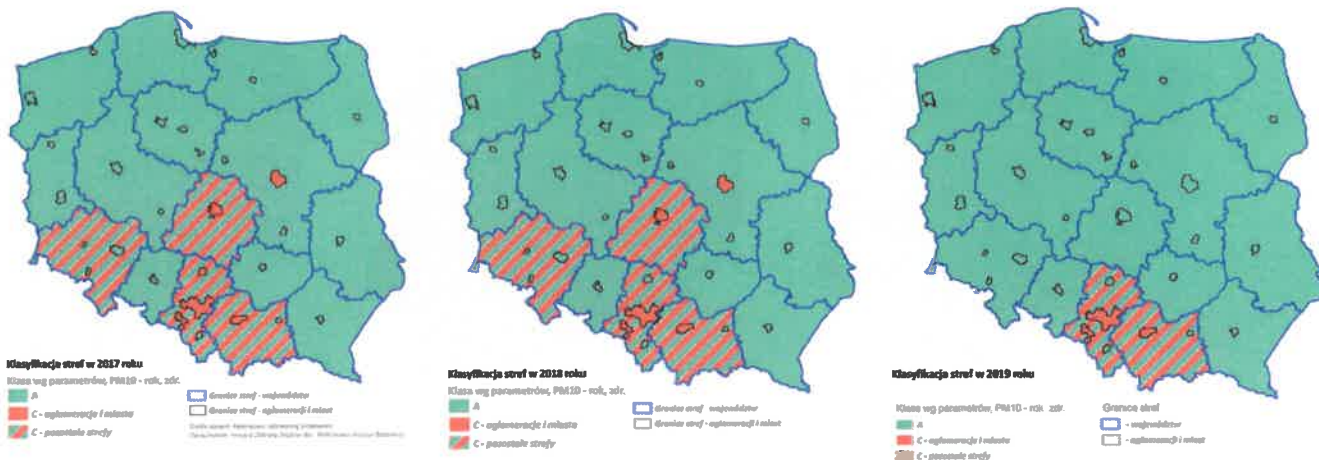 Klasyfikacja stref w 2017 roku
Klasa wg parametrów, PM10 - rok, zdr.
A
C - aglomeracje i miasta
C - pozostałe strefy
Granice stref - województw
Granice stref - aglomeracji i miast
Klasyfikacja stref w 2018 roku
Klasa wg parametrów, PM10 - rok, zdr.
A
C - aglomeracje i miasta
C - pozostałe strefy
Granice stref - województw
Granice stref - aglomeracji i miast
Klasyfikacja stref w 2019 roku
Klasa wg parametrów, PM10 - rok zdr.
A
C - aglomeracje i miasta
C - pozostałe strefy
Granice stref
- województw
- aglomeracji i miast